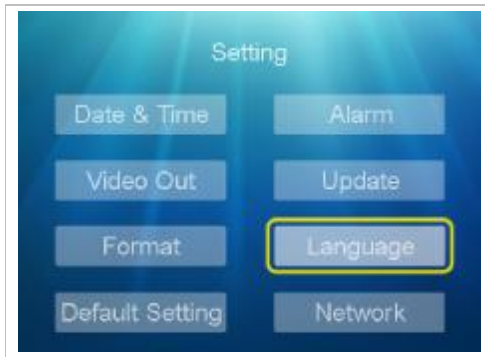 Setting
Date & Time
Alarm
Video Out
Update
Format
Language
Default Setting
Network